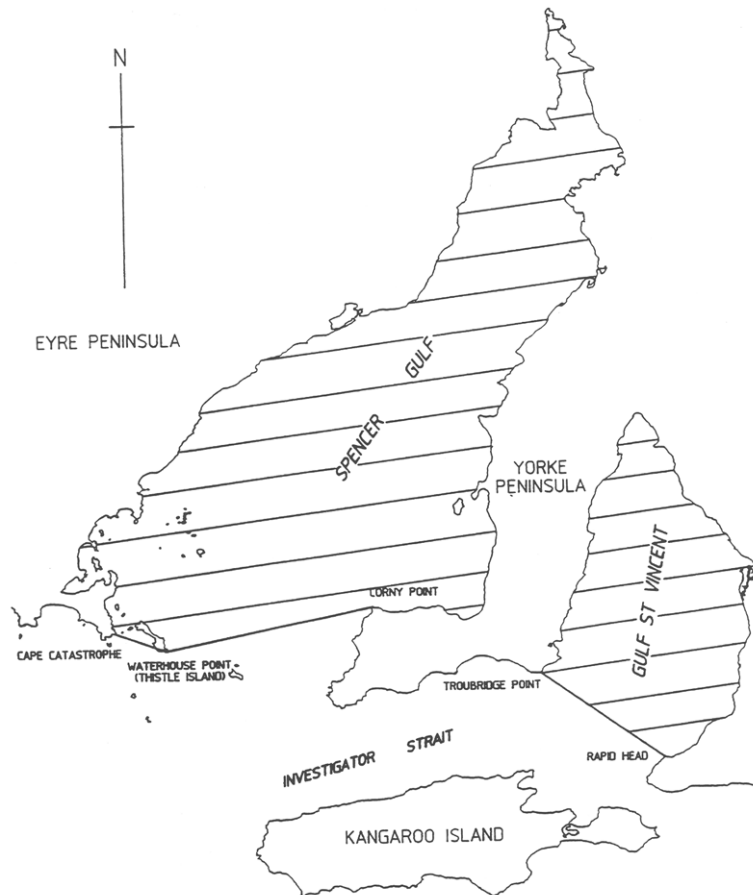 N
EYRE PENINSULA
SPENCER GULF
YORKE
PENINSULA
GULF ST VINCENT
CORNY POINT
CAPE CATASTROPHE
WATERHOUSE POINT
(THISTLE ISLAND)
TROUBRIDGE POINT
INVESTIGATOR STRAIT
RAPID HEAD
KANGAROO ISLAND